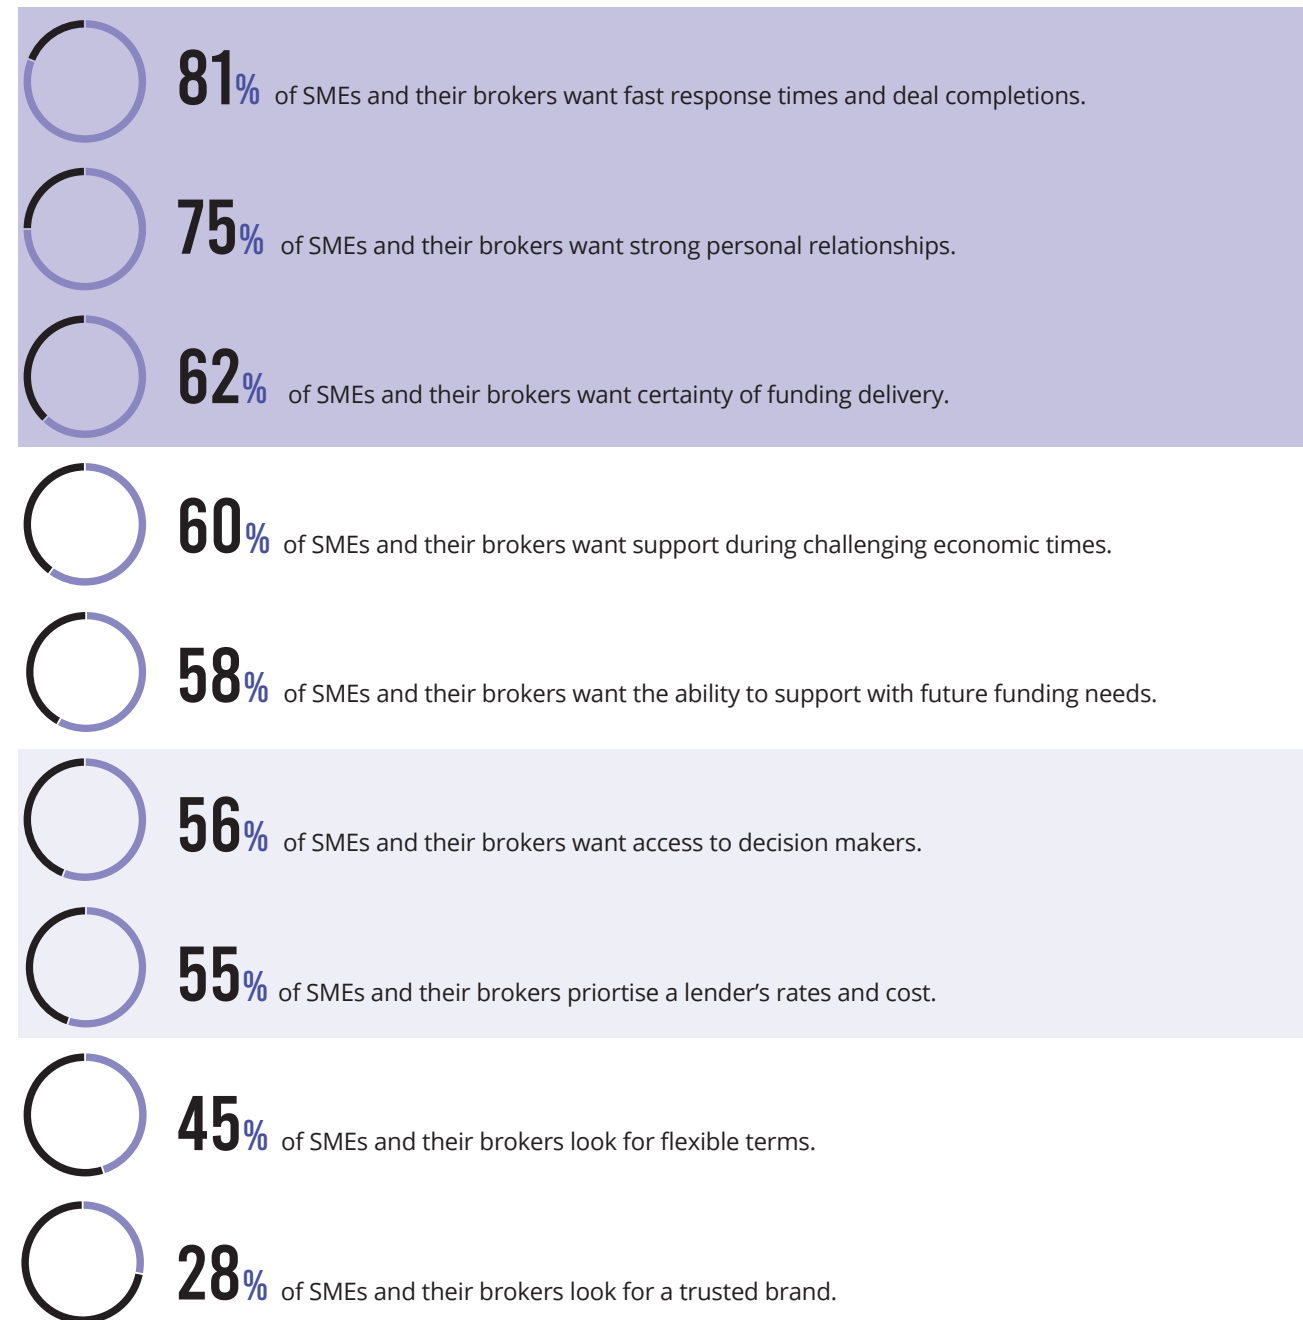 81% of SMEs and their brokers want fast response times and deal completions.
75% of SMEs and their brokers want strong personal relationships.
62% of SMEs and their brokers want certainty of funding delivery.
60% of SMEs and their brokers want support during challenging economic times.
58% of SMEs and their brokers want the ability to support with future funding needs.
56% of SMEs and their brokers want access to decision makers.
55% of SMEs and their brokers priortise a lender’s rates and cost.
45% of SMEs and their brokers look for flexible terms.
28% of SMEs and their brokers look for a trusted brand.